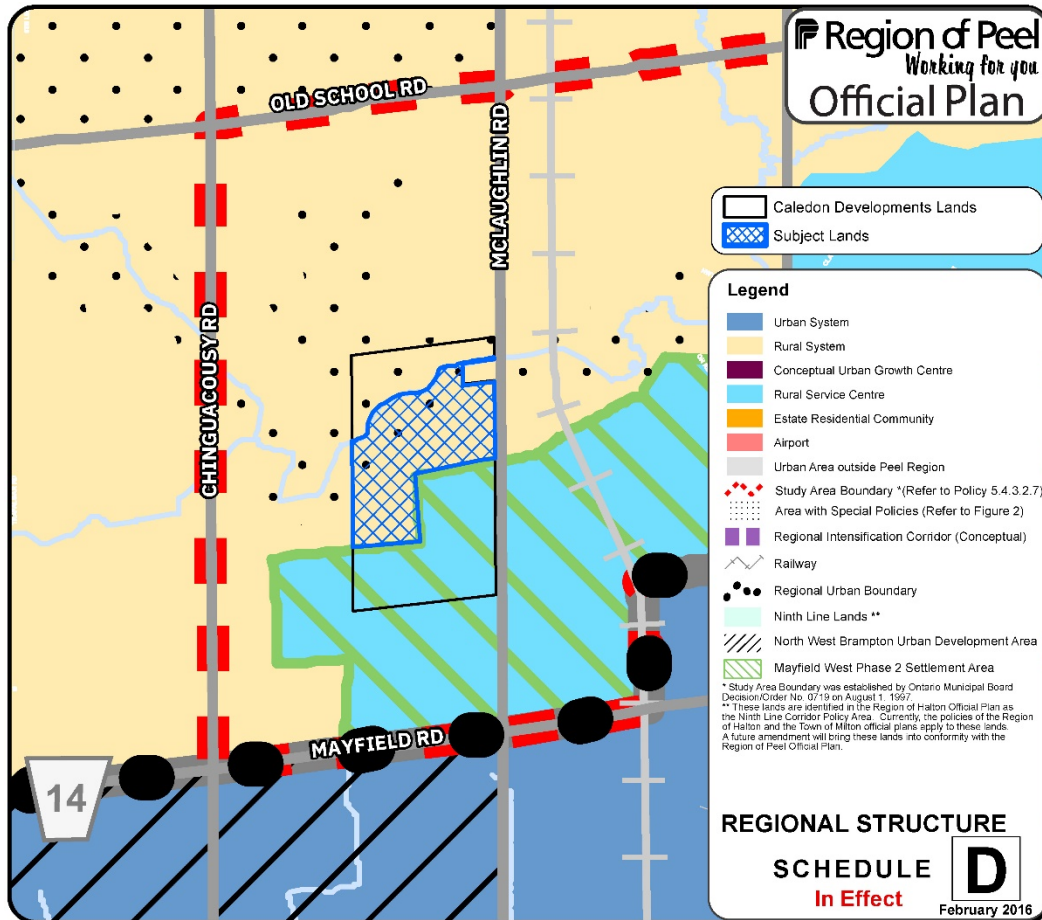 Region of Peel
Working for you
Official Plan
OLD SCHOOL RD
MCLAUGHLIN RD
CHINGUACOUSY RD
MAYFIELD RD
14
Caledon Developments Lands
Subject Lands
Legend
Urban System
Rural System
Conceptual Urban Growth Centre
Rural Service Centre
Estate Residential Community
Airport
Urban Area outside Peel Region
Study Area Boundary *(Refer to Policy 5.4.3.2.7)
Area with Special Policies (Refer to Figure 2)
Regional Intensification Corridor (Conceptual)
Railway
Regional Urban Boundary
Ninth Line Lands **
North West Brampton Urban Development Area
Mayfield West Phase 2 Settlement Area
* Study Area Boundary was established by Ontario Municipal Board
Decision/Order No. 0719 on August 1, 1997
** These lands are identified in the Region of Halton Official Plan as
the Ninth Line Corridor Policy Area. Currently, the policies of the Region
of Halton and the Town of Milton official plans apply to these lands.
A future amendment will bring these lands into conformity with the
Region of Peel Official Plan.
REGIONAL STRUCTURE
SCHEDULE D
In Effect
February 2016